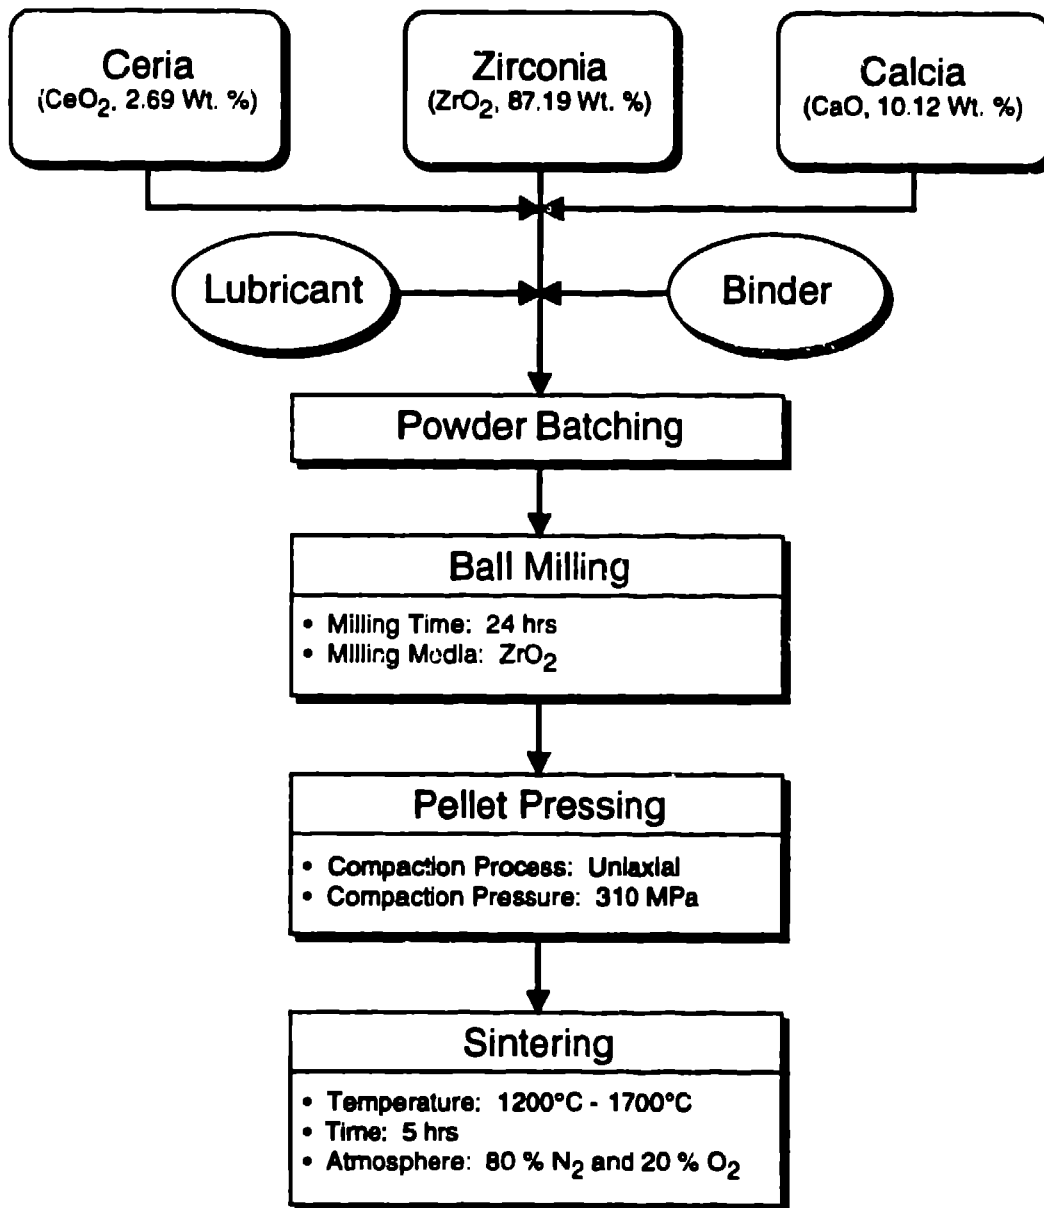 Ceria
(CeO₂, 2.69 Wt. %)
Zirconia
(ZrO₂, 87.19 Wt. %)
Calcia
(CaO, 10.12 Wt. %)
Lubricant
Binder
Powder Batching
Ball Milling
• Milling Time: 24 hrs
• Milling Media: ZrO₂
Pellet Pressing
• Compaction Process: Uniaxial
• Compaction Pressure: 310 MPa
Sintering
• Temperature: 1200°C - 1700°C
• Time: 5 hrs
• Atmosphere: 80 % N₂ and 20 % O₂